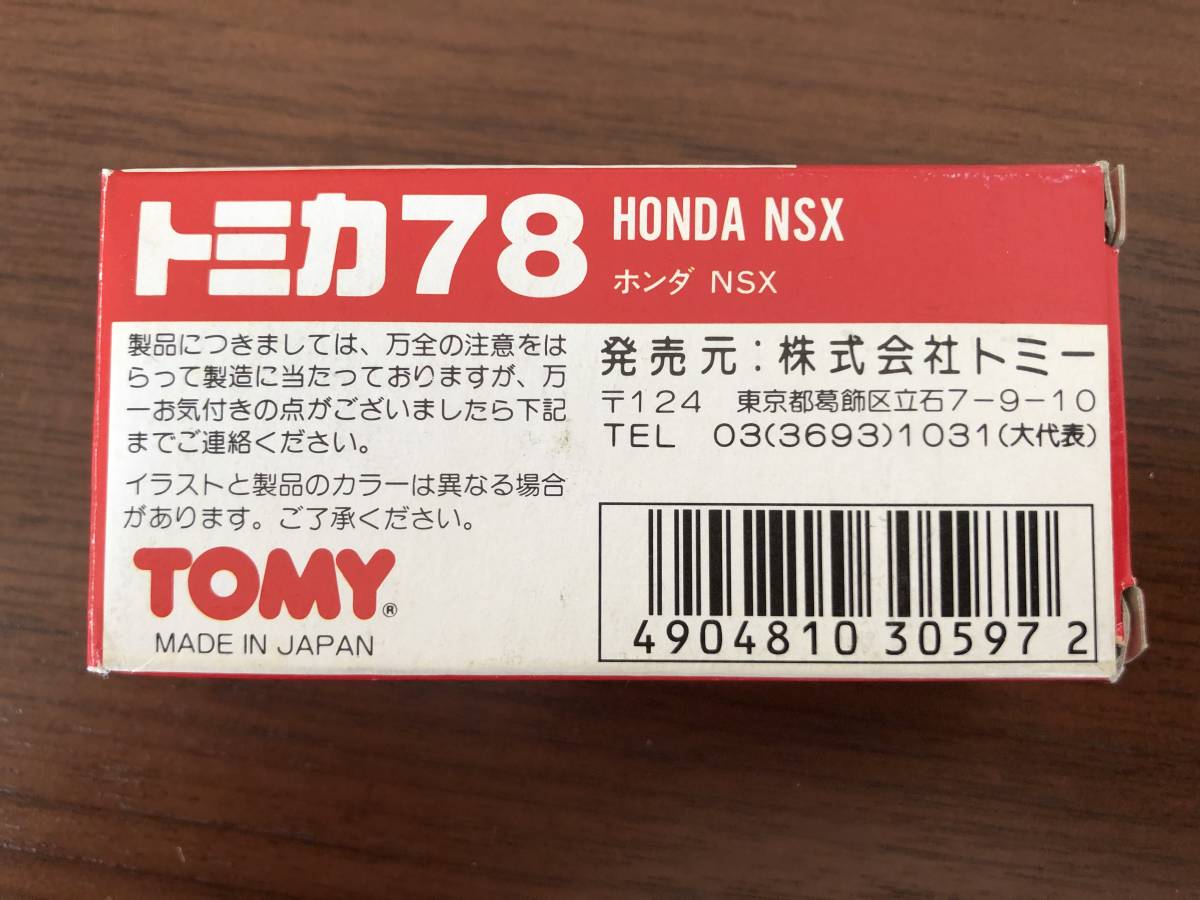 トミカ78
HONDA NSX
ホンダ NSX
製品につきましては、万全の注意をは
らって製造に当たっておりますが、万
一お気付きの点がございましたら下記
までご連絡ください。
イラストと製品のカラーは異なる場合
があります。ご了承ください。
TOMY®
MADE IN JAPAN
発売元：株式会社トミー
〒124 東京都葛飾区立石7-9-10
TEL 03(3693)1031(大代表)
4904810 30597 2